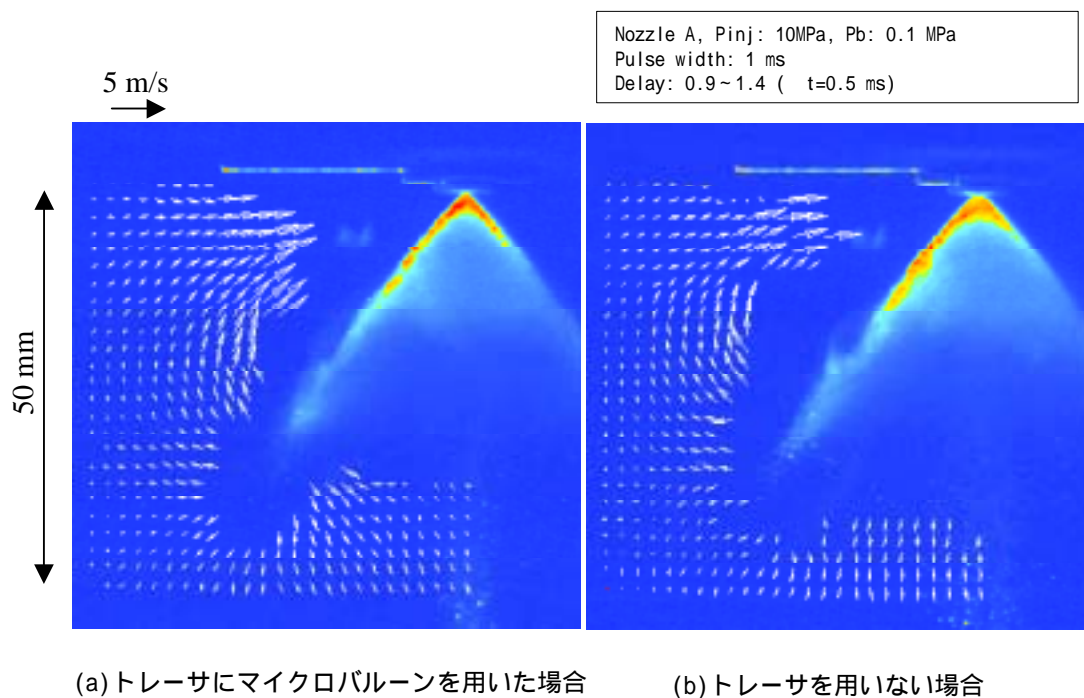 Nozzle A, Pinj: 10MPa, Pb: 0.1 MPa
Pulse width: 1 ms
Delay: 0.9~1.4 ( t=0.5 ms)
5 m/s
50 mm
(a)トレーサにマイクロバルーンを用いた場合
(b)トレーサを用いない場合